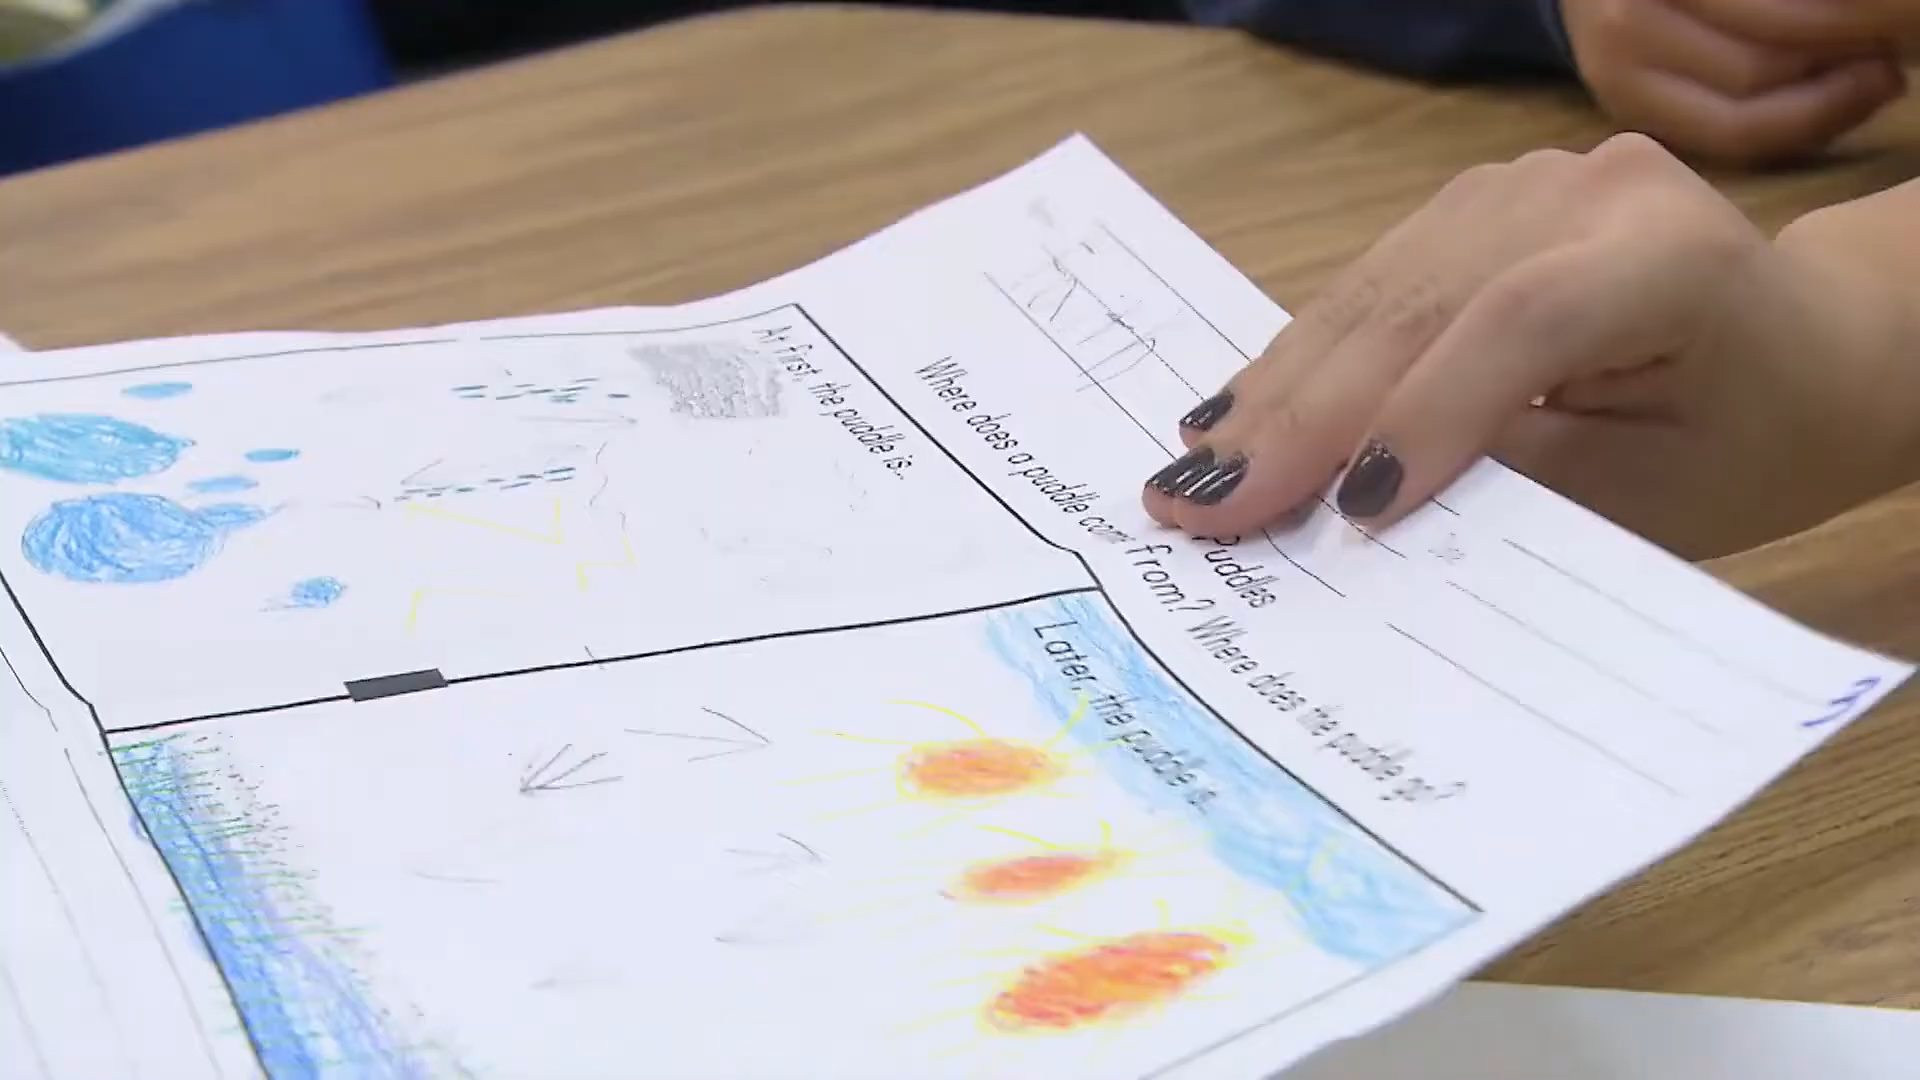 Puddles
Where does a puddle come from? Where does the puddle go?
At first, the puddle is..
Later, the puddle is
3